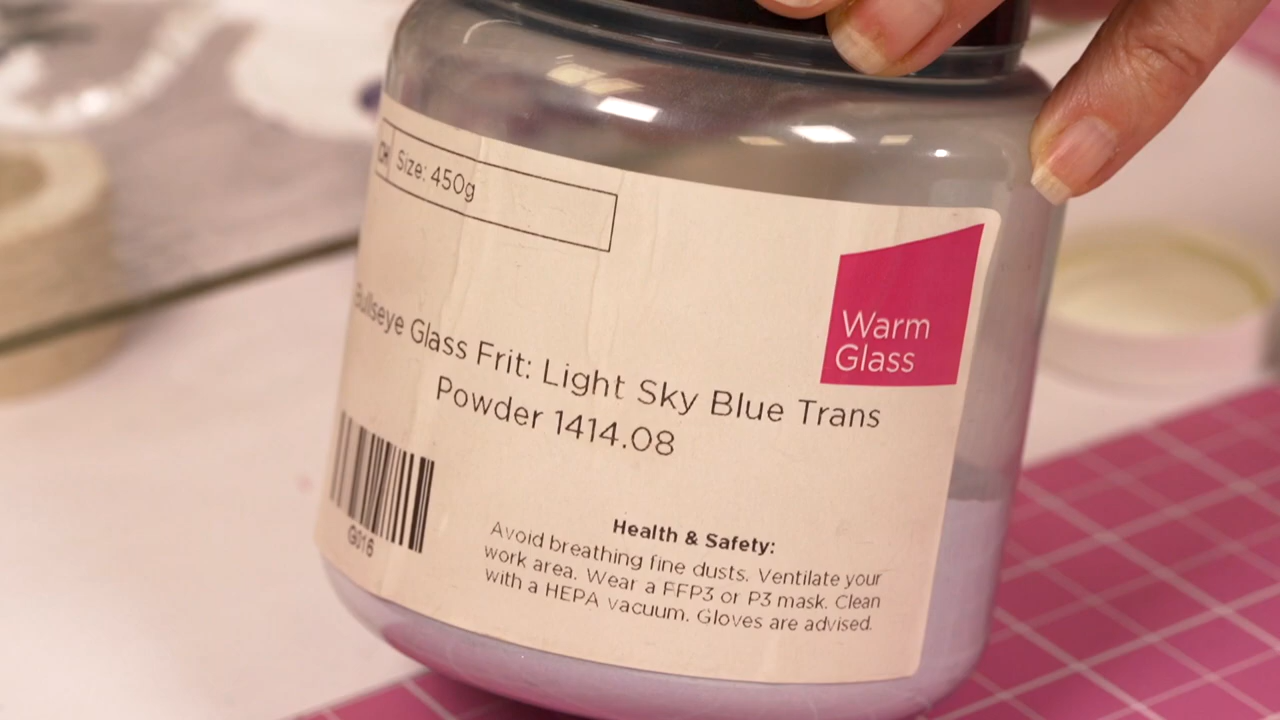 CH Size: 450g
Warm
Glass
Bullseye Glass Frit: Light Sky Blue Trans
Powder 1414.08
G016
Health & Safety:
Avoid breathing fine dusts. Ventilate your
work area. Wear a FFP3 or P3 mask. Clean
with a HEPA vacuum. Gloves are advised.